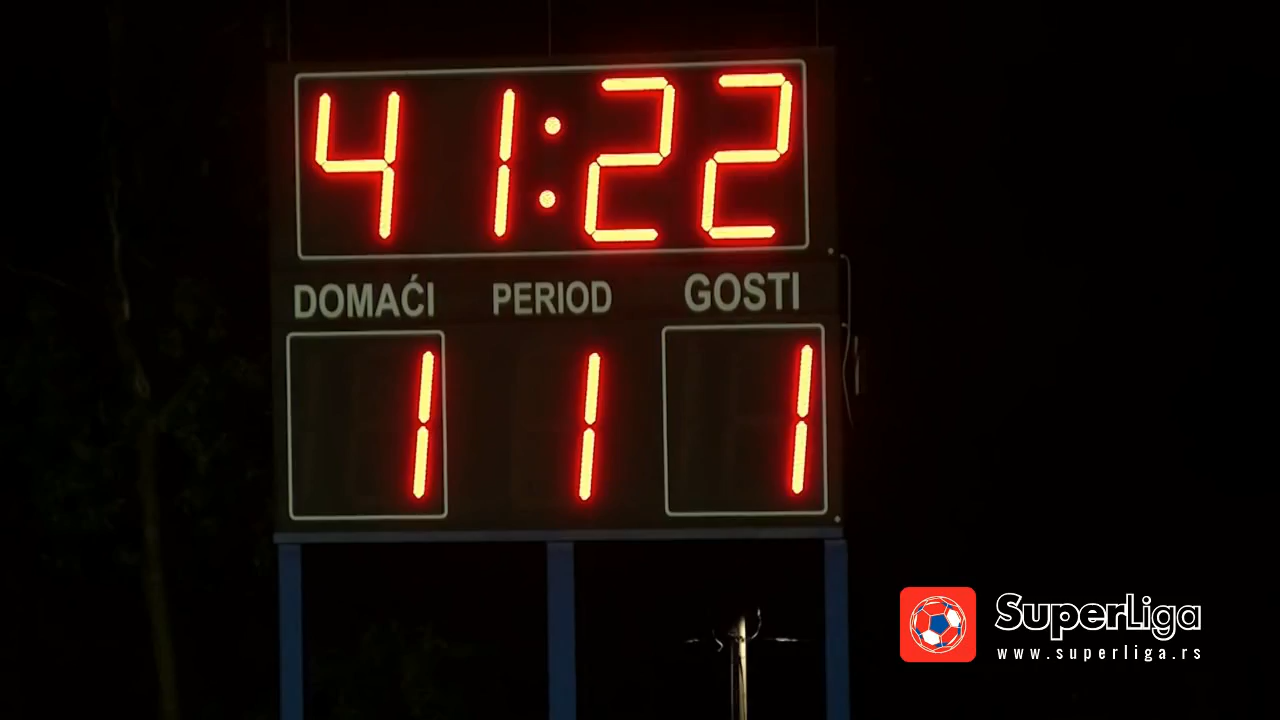 41:22
DOMAĆI PERIOD GOSTI
1 1 1
SuperLiga
www.superliga.rs